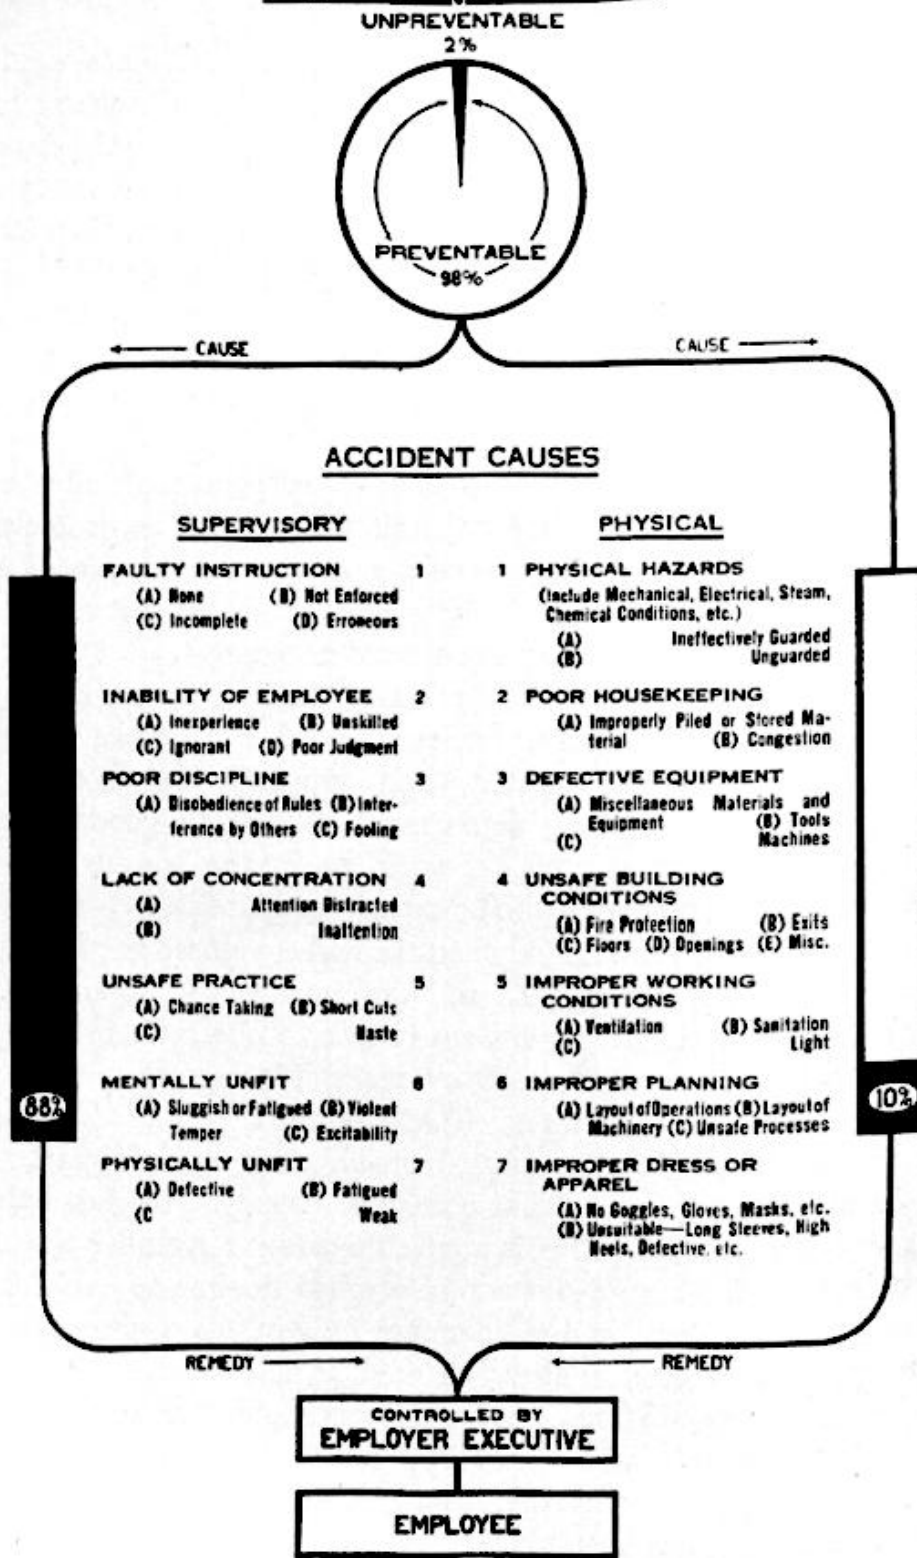 UNPREVENTABLE
2%
PREVENTABLE
98%
CAUSE
CAUSE
ACCIDENT CAUSES
SUPERVISORY
FAULTY INSTRUCTION 1
(A) None (B) Not Enforced
(C) Incomplete (D) Erroneous
INABILITY OF EMPLOYEE 2
(A) Inexperience (B) Unskilled
(C) Ignorant (D) Poor Judgment
POOR DISCIPLINE 3
(A) Disobedience of Rules (B) Inter-
ference by Others (C) Fooling
LACK OF CONCENTRATION 4
(A) Attention Distracted
(B) Inattention
UNSAFE PRACTICE 5
(A) Chance Taking (B) Short Cuts
(C) Haste
MENTALLY UNFIT 6
(A) Sluggish or Fatigued (B) Violent
Temper (C) Excitability
PHYSICALLY UNFIT 7
(A) Defective (B) Fatigued
(C Weak
88%
PHYSICAL
1 PHYSICAL HAZARDS
(Include Mechanical, Electrical, Steam,
Chemical Conditions, etc.)
(A) Ineffectively Guarded
(B) Unguarded
2 POOR HOUSEKEEPING
(A) Improperly Piled or Stored Ma-
terial (B) Congestion
3 DEFECTIVE EQUIPMENT
(A) Miscellaneous Materials and
Equipment (B) Tools
(C) Machines
4 UNSAFE BUILDING
CONDITIONS
(A) Fire Protection (B) Exits
(C) Floors (D) Openings (E) Misc.
5 IMPROPER WORKING
CONDITIONS
(A) Ventilation (B) Sanitation
(C) Light
6 IMPROPER PLANNING
(A) Layout of Operations (B) Layout of
Machinery (C) Unsafe Processes
7 IMPROPER DRESS OR
APPAREL
(A) No Goggles, Gloves, Masks, etc.
(B) Unsuitable—Long Sleeves, High
Heels, Defective, etc.
10%
REMEDY
REMEDY
CONTROLLED BY
EMPLOYER EXECUTIVE
EMPLOYEE